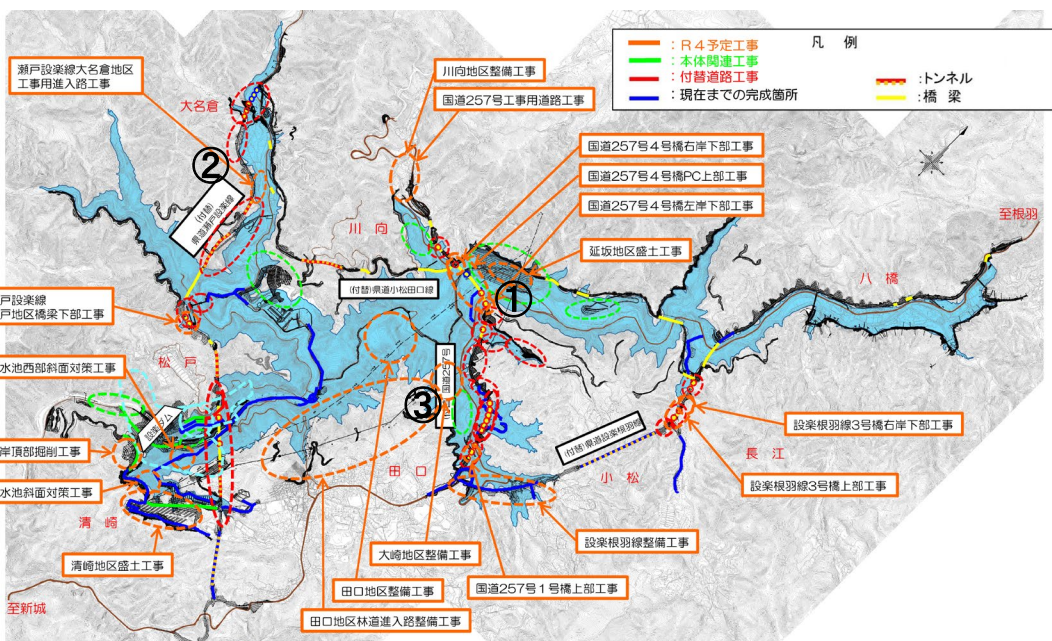 凡 例
：R４予定工事
：本体関連工事
：付替道路工事
：現在までの完成箇所
：トンネル
：橋 梁
瀬戸設楽線大名倉地区
工事用進入路工事
大名倉
②
(付替)
県道瀬戸設楽線
川向地区整備工事
国道257号工事用道路工事
国道257号４号橋右岸下部工事
国道257号４号橋PC上部工事
国道257号４号橋左岸下部工事
延坂地区盛土工事
至根羽
川 向
八 橋
(付替)県道小松田口線
①
戸設楽線
戸地区橋梁下部工事
松 戸
水池西部斜面対策工事
設楽ダム
岸頂部掘削工事
水池斜面対策工事
清 崎
清崎地区盛土工事
至新城
③
国道257号
田 口
(付替)県道設楽根羽線
小 松
長 江
設楽根羽線3号橋右岸下部工事
設楽根羽線3号橋上部工事
設楽根羽線整備工事
大崎地区整備工事
田口地区整備工事
国道257号１号橋上部工事
田口地区林道進入路整備工事